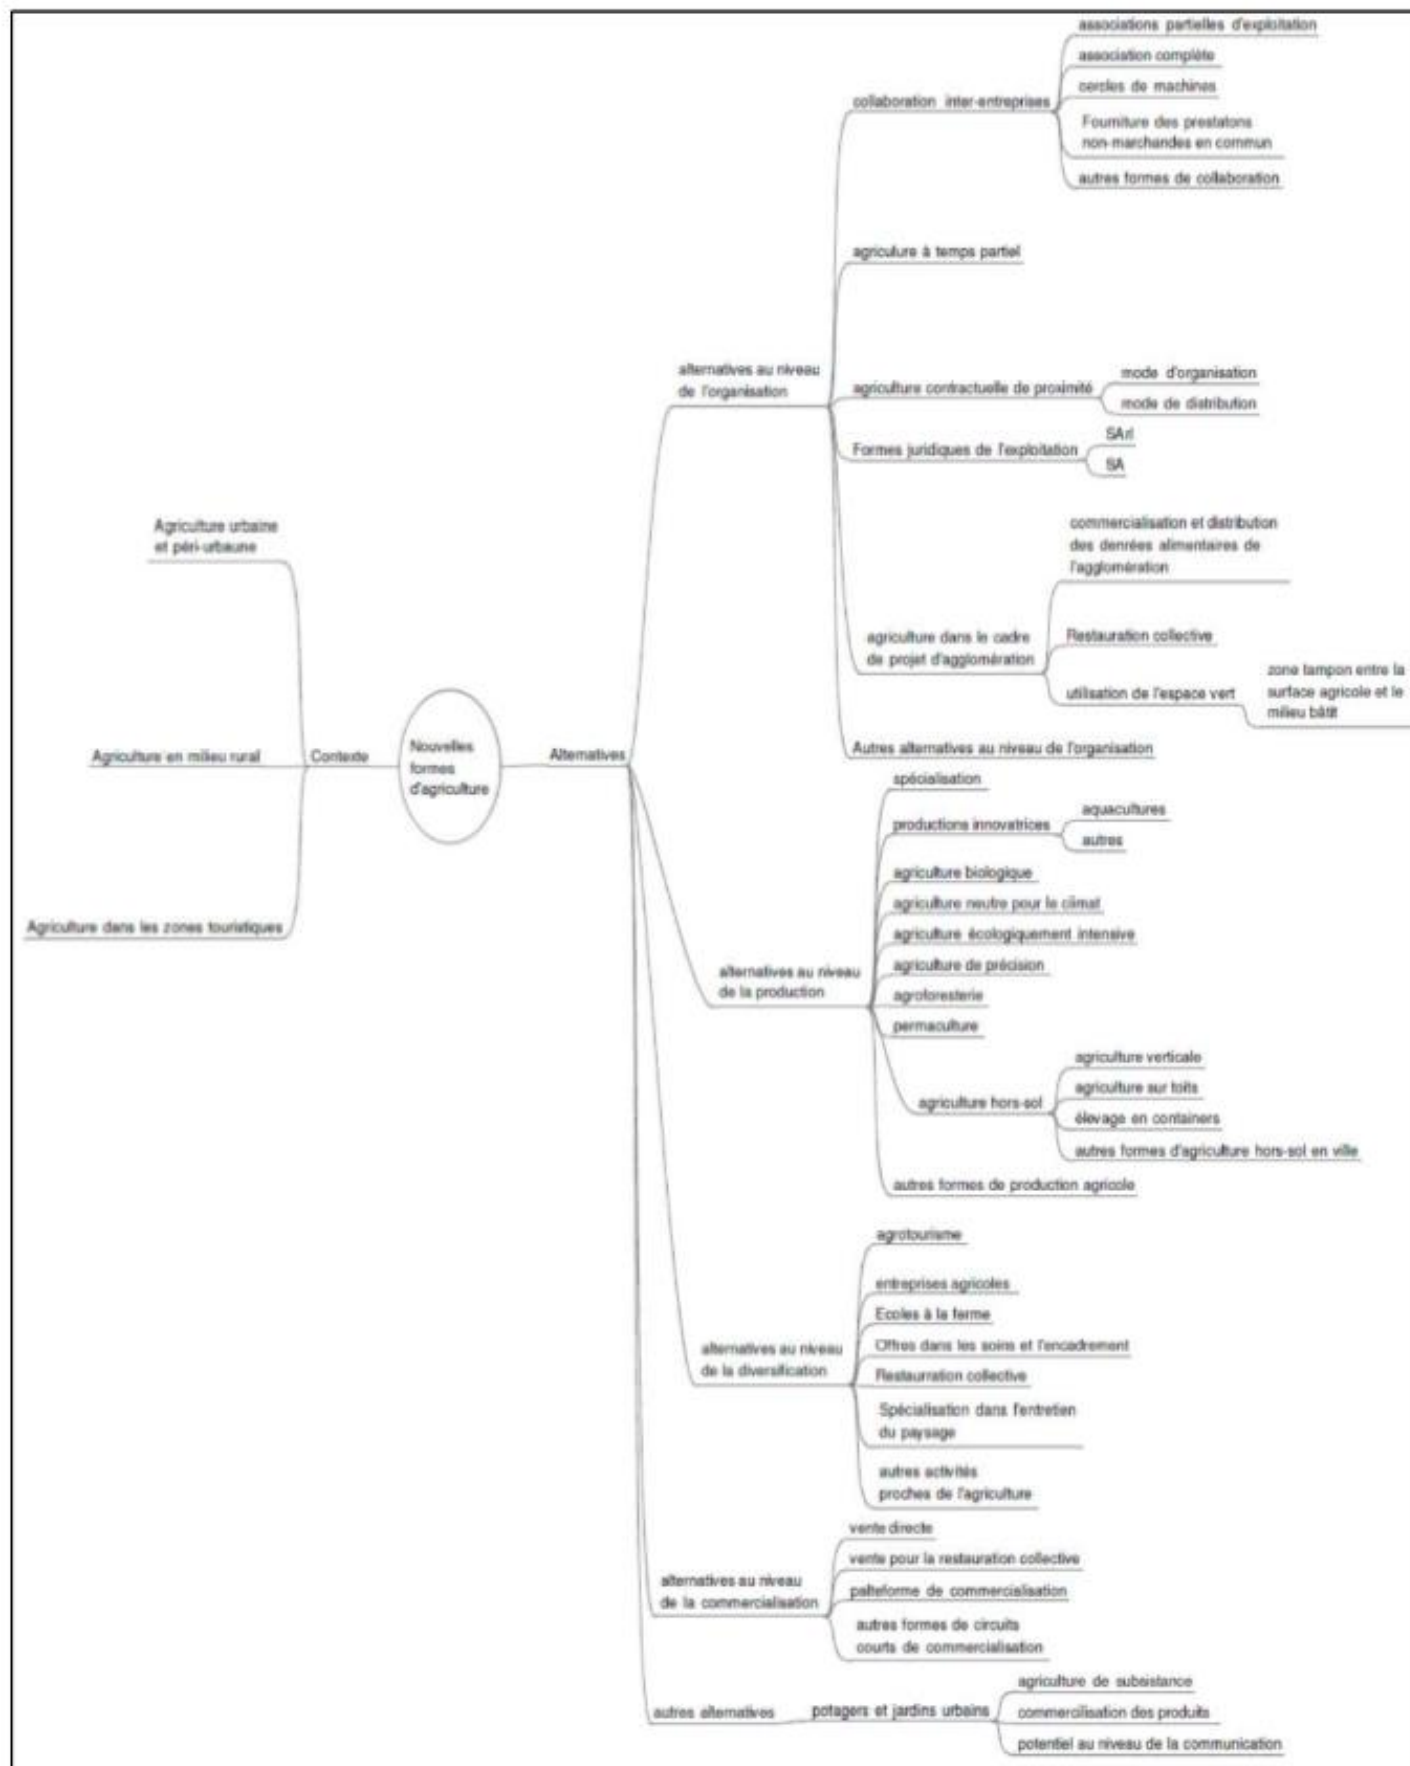 associations partielles d'exploitation
association complète
cercles de machines
collaboration inter-entreprises
Fourniture des prestatons
non-marchandes en commun
autres formes de collaboration
agriculure à temps partiel
alternatives au niveau
de l'organisation
mode d'organisation
agriculture contractuelle de proximité
mode de distribution
SArl
Formes juridiques de l'exploitation
SA
commercialisation et distribution
des denrées alimentaires de
l'agglomération
agriculture dans le cadre
de projet d'agglomération
Restauration collective
utilisation de l'espace vert
zone tampon entre la
surface agricole et le
milieu bâtit
Autres alternatives au niveau de l'organisation
Agriculture urbaine
et péri-urbaune
Agriculture en milieu rural
Contexte
Nouvelles
formes
d'agriculture
Alternatives
Agriculture dans les zones touristiques
spécialisation
productions innovatrices
aquacultures
autres
agriculture biologique
agriculture neutre pour le climat
agriculture écologiquement intensive
agriculture de précision
alternatives au niveau
de la production
agroforesterie
permaculture
agriculture verticale
agriculture sur toits
agriculture hors-sol
élevage en containers
autres formes d'agriculture hors-sol en ville
autres formes de production agricole
agrotourisme
entreprises agricoles
Ecoles à la ferme
Offres dans les soins et l'encadrement
alternatives au niveau
de la diversification
Restaurration collective
Spécialisation dans l'entretien
du paysage
autres activités
proches de l'agriculture
vente directe
vente pour la restauration collective
alternatives au niveau
de la commercialisation
palteforme de commercialisation
autres formes de circuits
courts de commercialisation
autres alternatives
potagers et jardins urbains
agriculture de subsistance
commercilisation des produits
potentiel au niveau de la communication